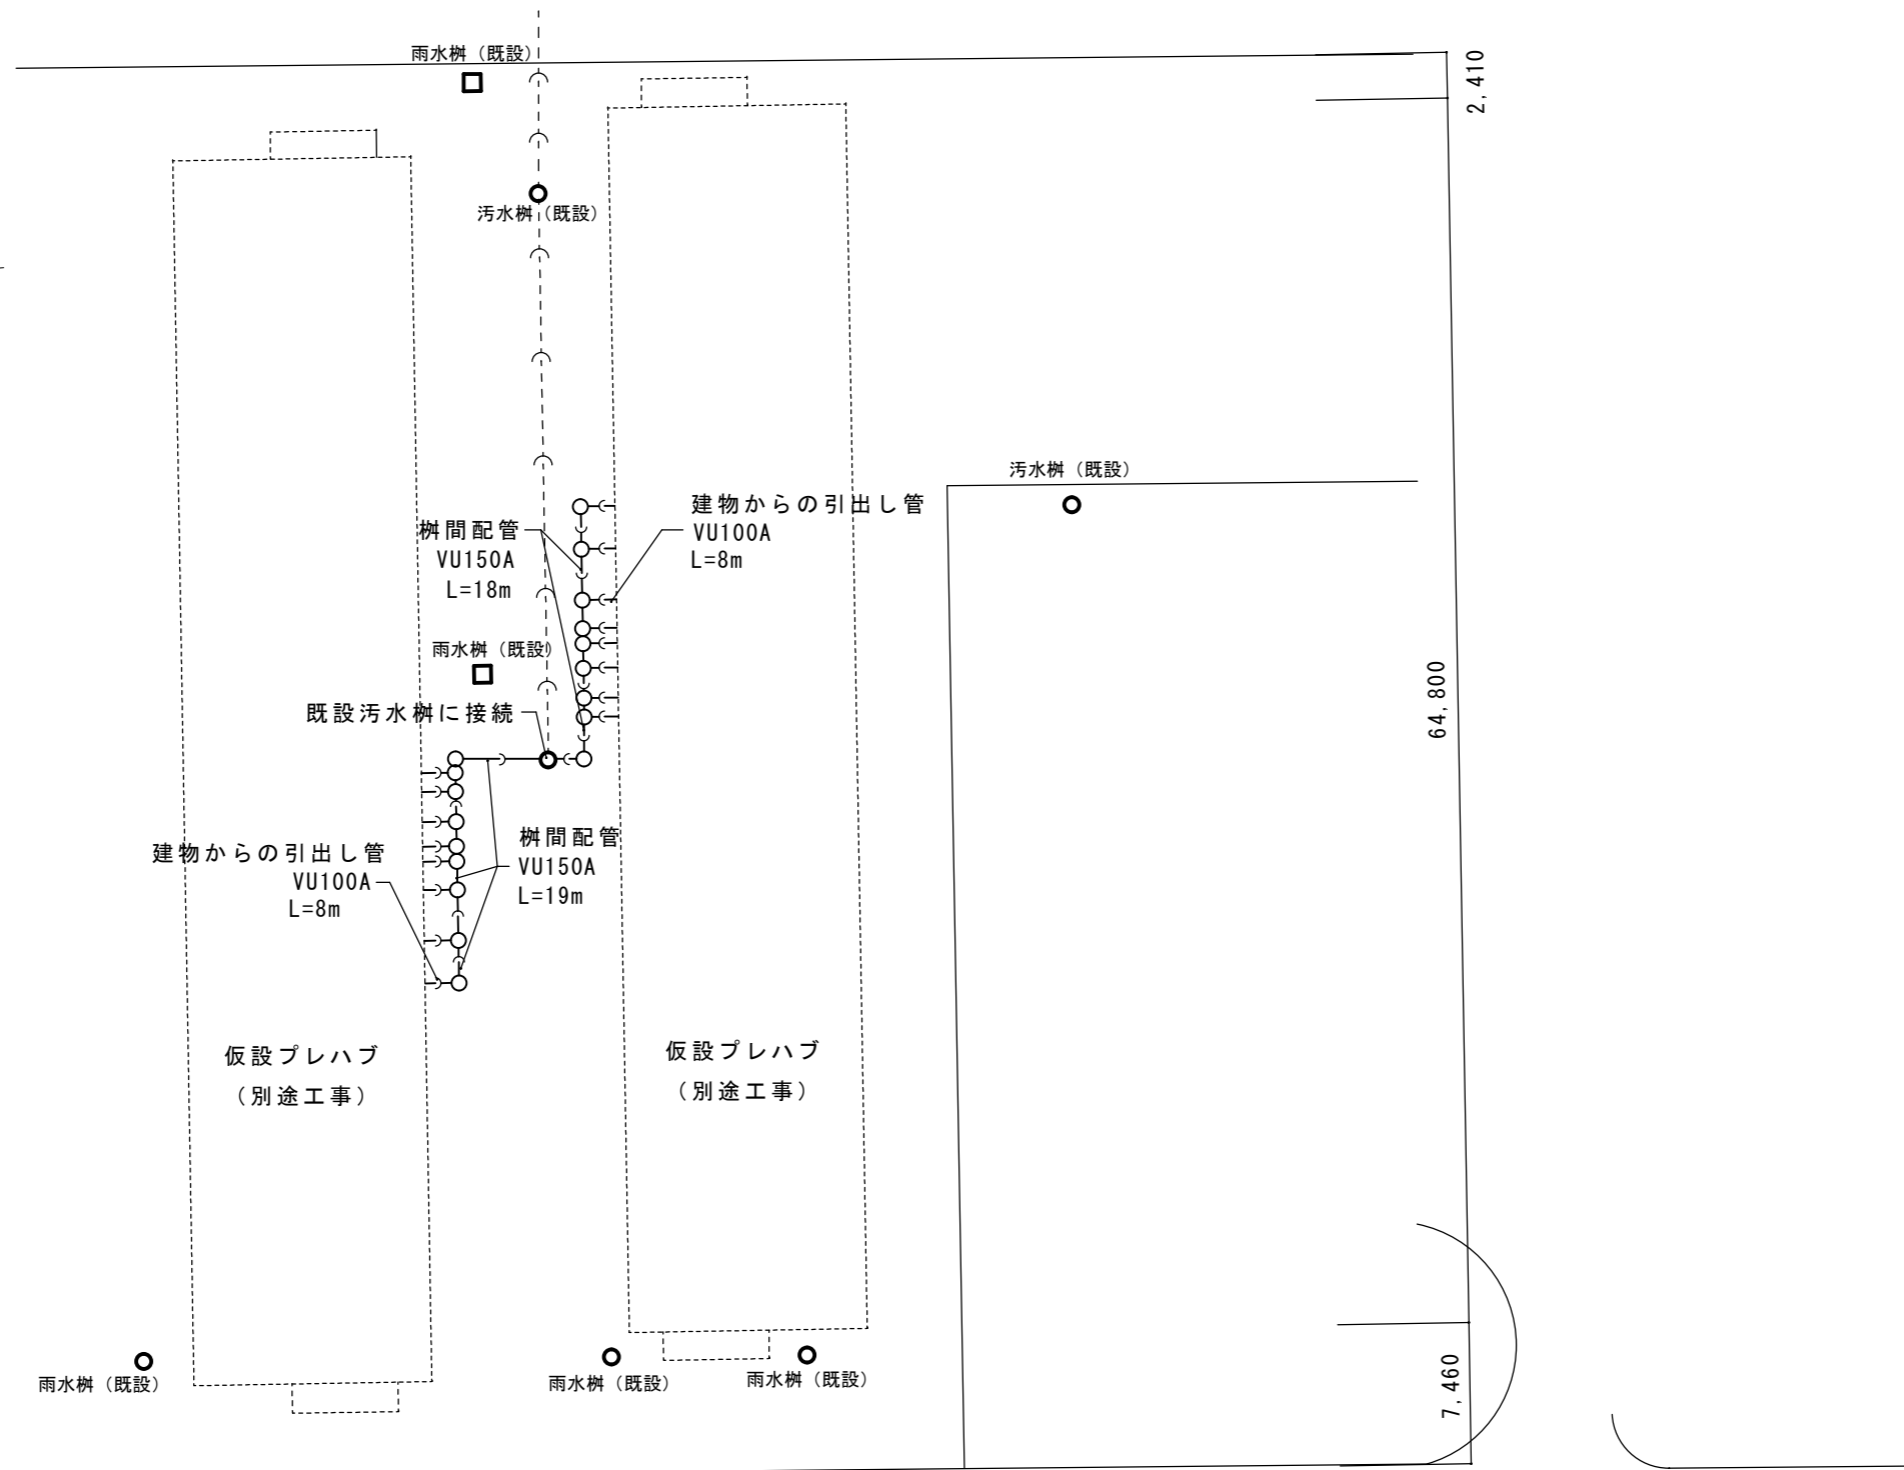 雨水桝（既設）
2,410
汚水桝（既設）
汚水桝（既設）
建物からの引出し管
VU100A
L=8m
桝間配管
VU150A
L=18m
雨水桝（既設）
64,800
既設汚水桝に接続
桝間配管
VU150A
L=19m
建物からの引出し管
VU100A
L=8m
仮設プレハブ
（別途工事）
仮設プレハブ
（別途工事）
雨水桝（既設）
雨水桝（既設）
雨水桝（既設）
7,460